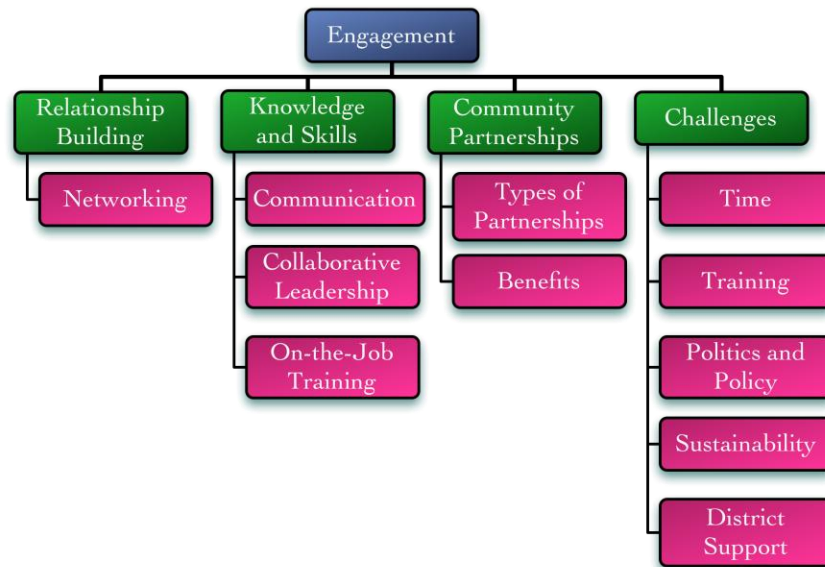 Engagement
Relationship
Building
Networking
Knowledge
and Skills
Communication
Collaborative
Leadership
On-the-Job
Training
Community
Partnerships
Types of
Partnerships
Benefits
Challenges
Time
Training
Politics and
Policy
Sustainability
District
Support